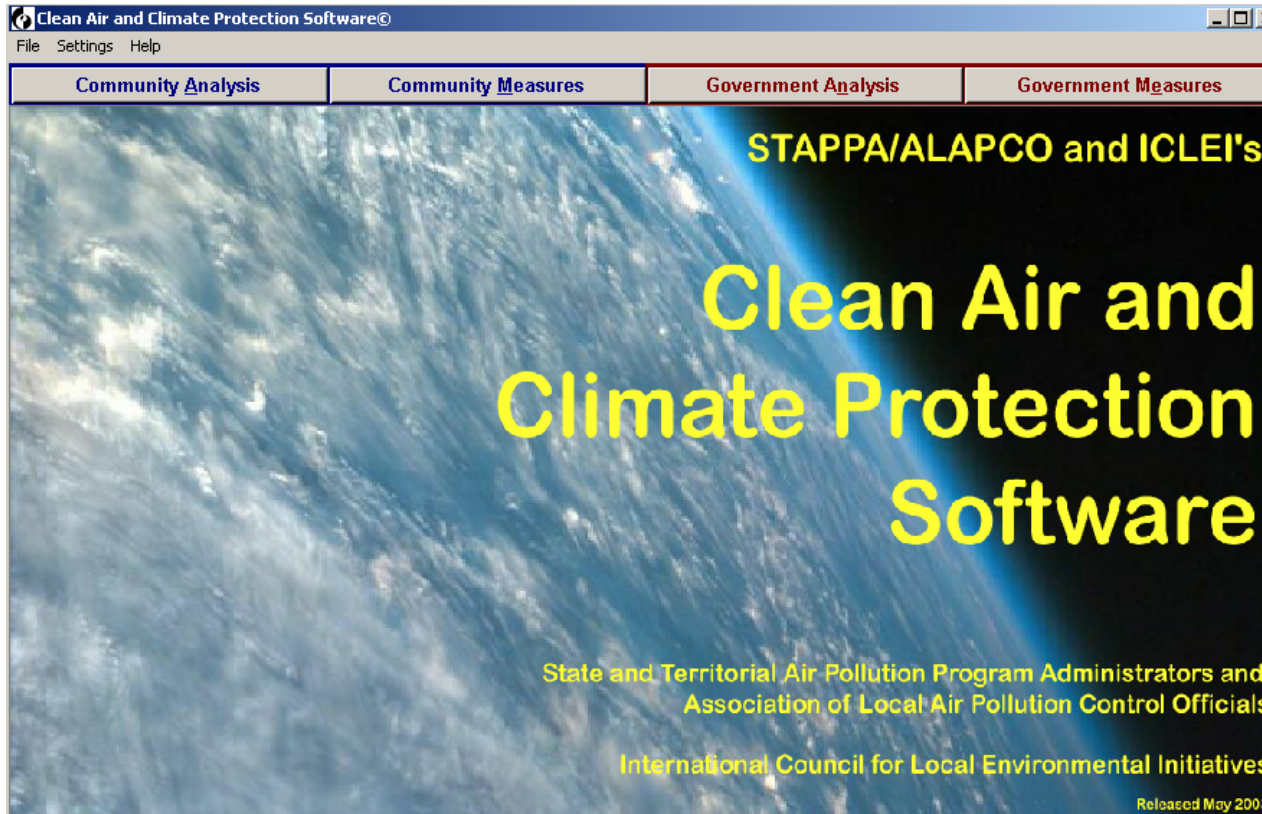 Clean Air and Climate Protection Software©
File Settings Help
Community Analysis Community Measures Government Analysis Government Measures
STAPPA/ALAPCO and ICLEI's
Clean Air and
Climate Protection
Software
State and Territorial Air Pollution Program Administrators and
Association of Local Air Pollution Control Officials
International Council for Local Environmental Initiatives
Released May